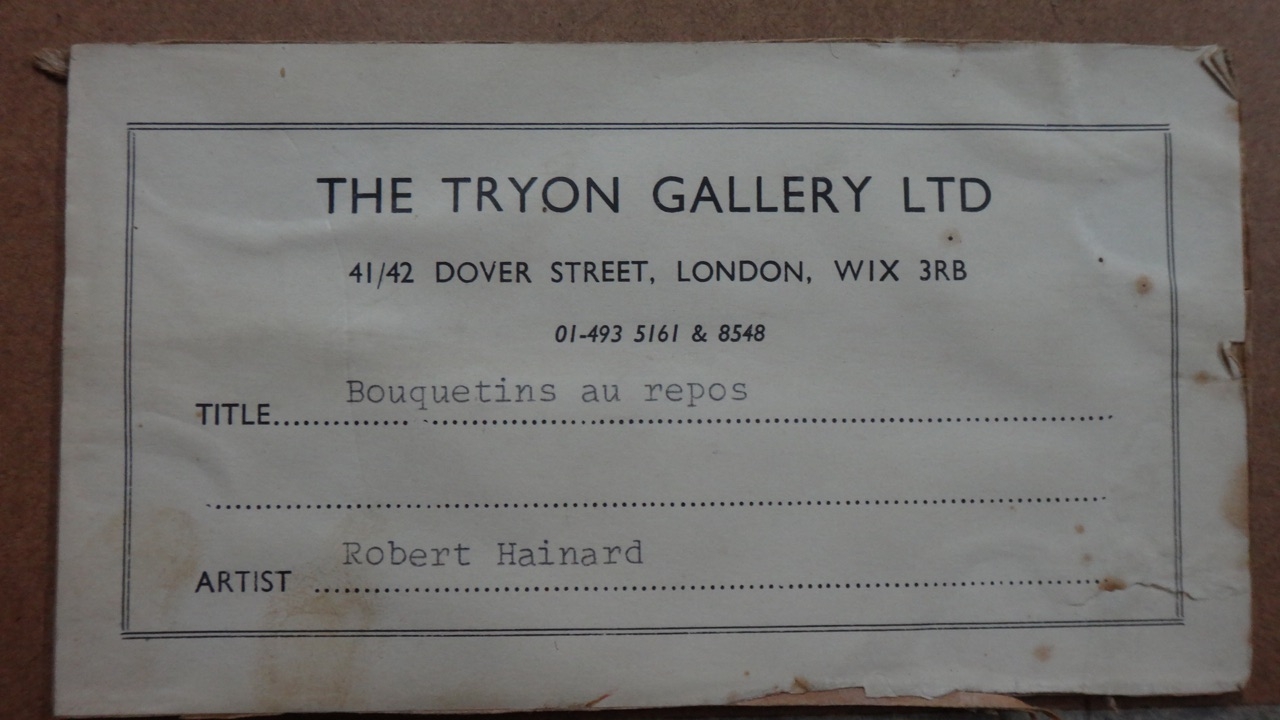 THE TRYON GALLERY LTD
41/42 DOVER STREET, LONDON, WIX 3RB
01-493 5161 & 8548
TITLE Bouquetins au repos
ARTIST Robert Hainard